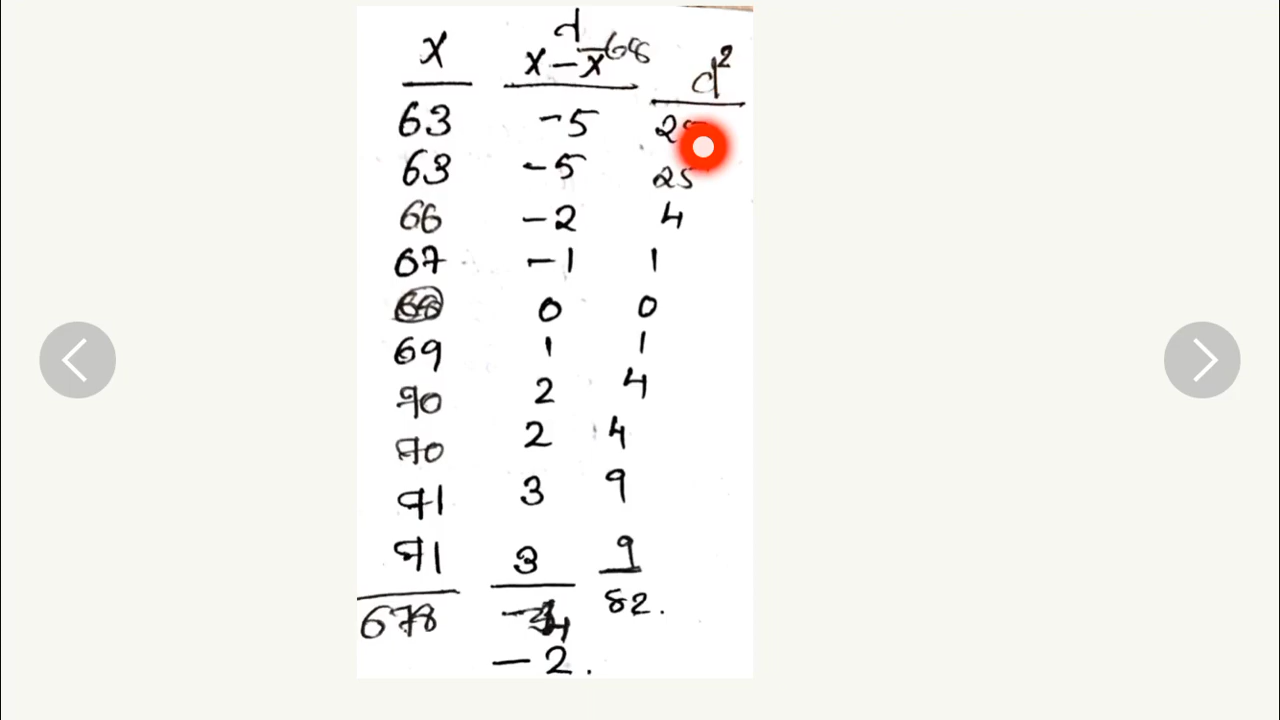 x d
x - x̄ 68 d²
63 -5 25
63 -5 25
66 -2 4
67 -1 1
68 0 0
69 1 1
70 2 4
70 2 4
71 3 9
71 3 9
678 82.
-2.